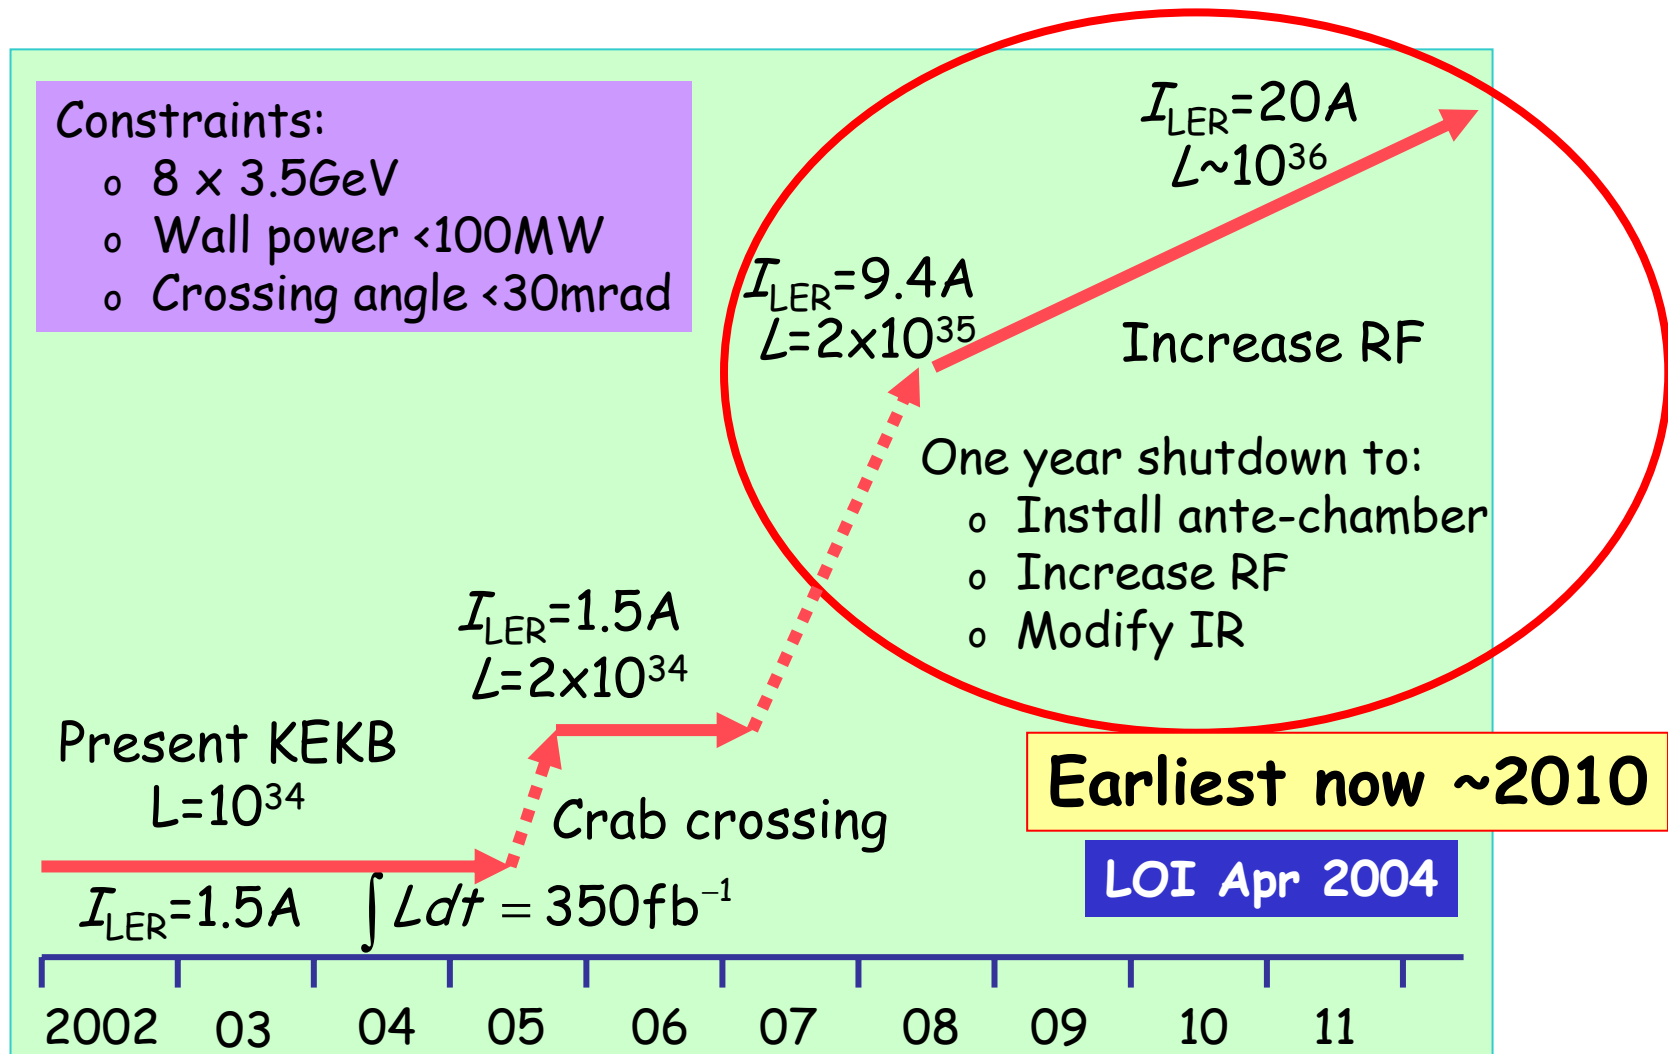 Constraints:
o 8 x 3.5GeV
o Wall power <100MW
o Crossing angle <30mrad
I_LER=20A
L~10^36
I_LER=9.4A
L=2x10^35
Increase RF
One year shutdown to:
o Install ante-chamber
o Increase RF
o Modify IR
I_LER=1.5A
L=2x10^34
Present KEKB
L=10^34
Crab crossing
Earliest now ~2010
LOI Apr 2004
I_LER=1.5A ∫Ldt = 350fb^−1
2002 03 04 05 06 07 08 09 10 11